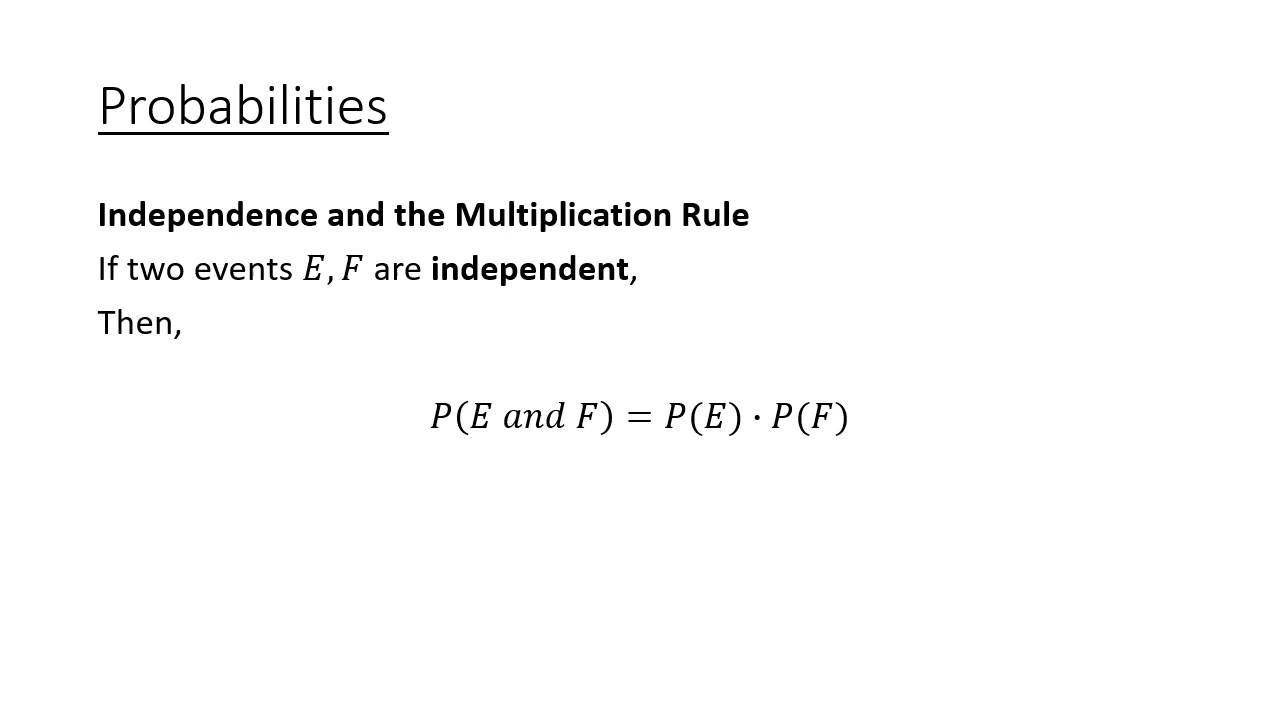 Probabilities
Independence and the Multiplication Rule
If two events E, F are independent,
Then,
P(E and F) = P(E) · P(F)